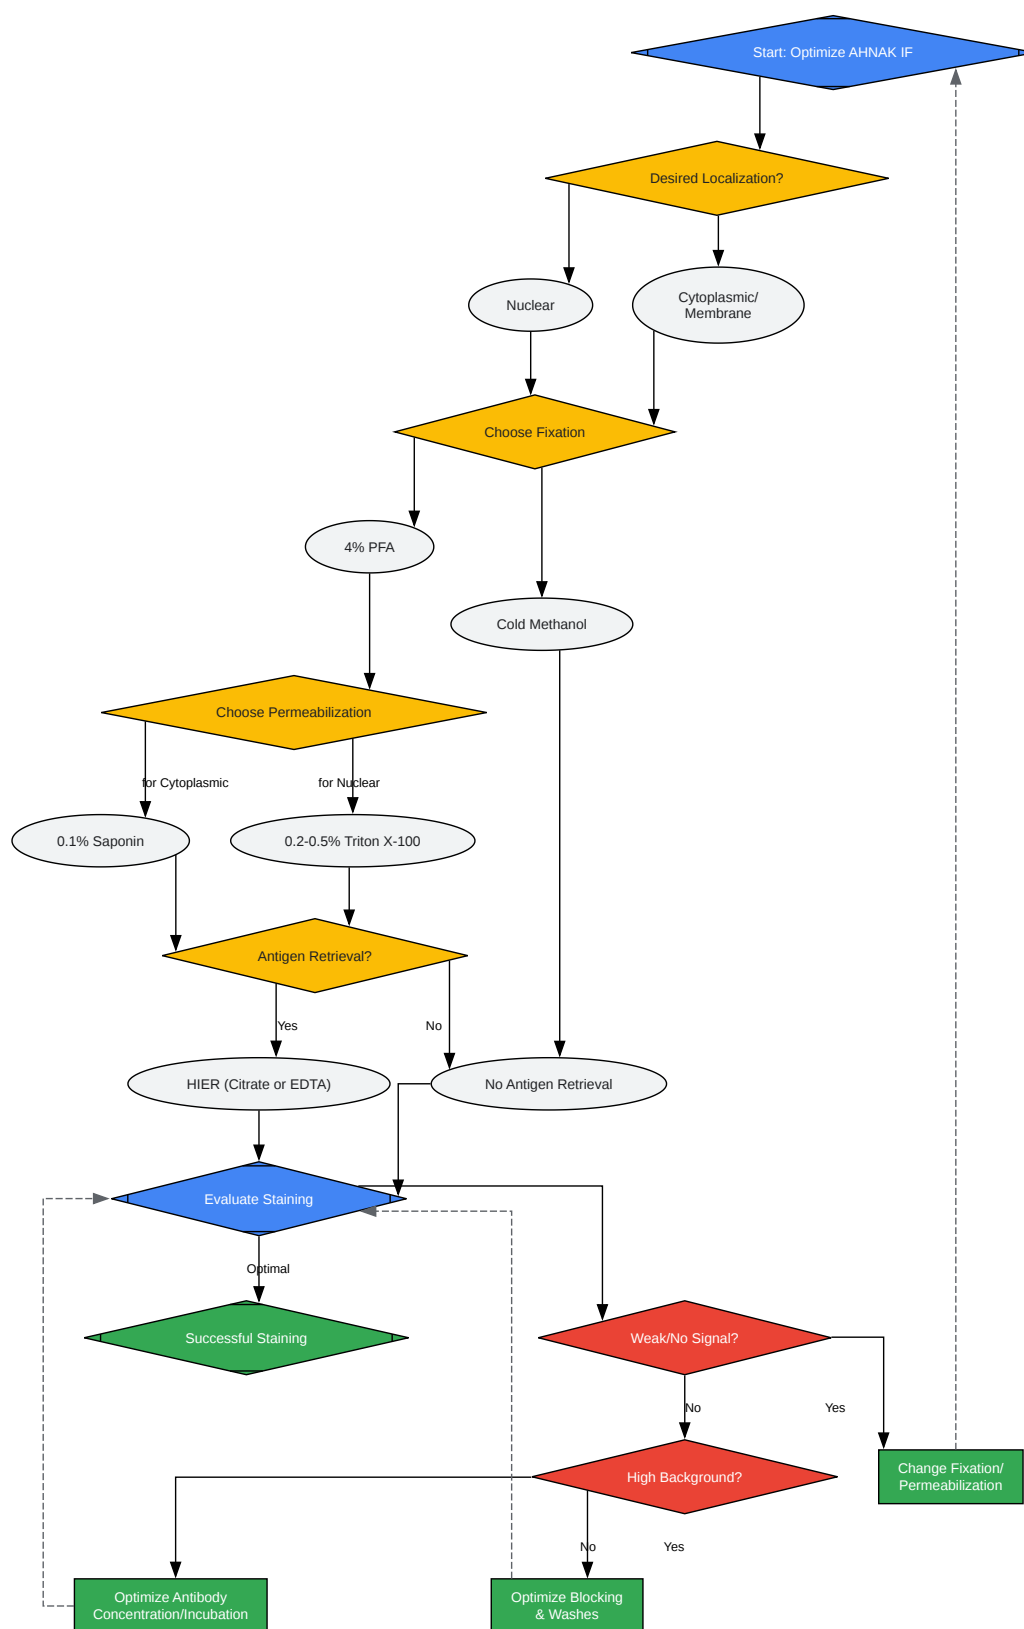 Start: Optimize AHNAK IF
Desired Localization?
Nuclear
Cytoplasmic/
Membrane
Choose Fixation
4% PFA
Cold Methanol
Choose Permeabilization
for Cytoplasmic
for Nuclear
0.1% Saponin
0.2-0.5% Triton X-100
Antigen Retrieval?
Yes
No
HIER (Citrate or EDTA)
No Antigen Retrieval
Evaluate Staining
Optimal
Successful Staining
Weak/No Signal?
No
Yes
Change Fixation/
Permeabilization
High Background?
No
Yes
Optimize Antibody
Concentration/Incubation
Optimize Blocking
& Washes